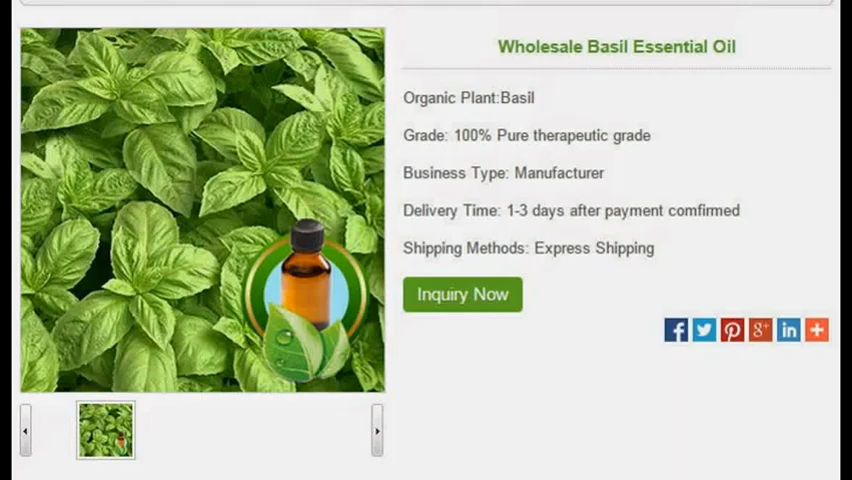 Wholesale Basil Essential Oil
Organic Plant:Basil
Grade: 100% Pure therapeutic grade
Business Type: Manufacturer
Delivery Time: 1-3 days after payment comfirmed
Shipping Methods: Express Shipping
Inquiry Now